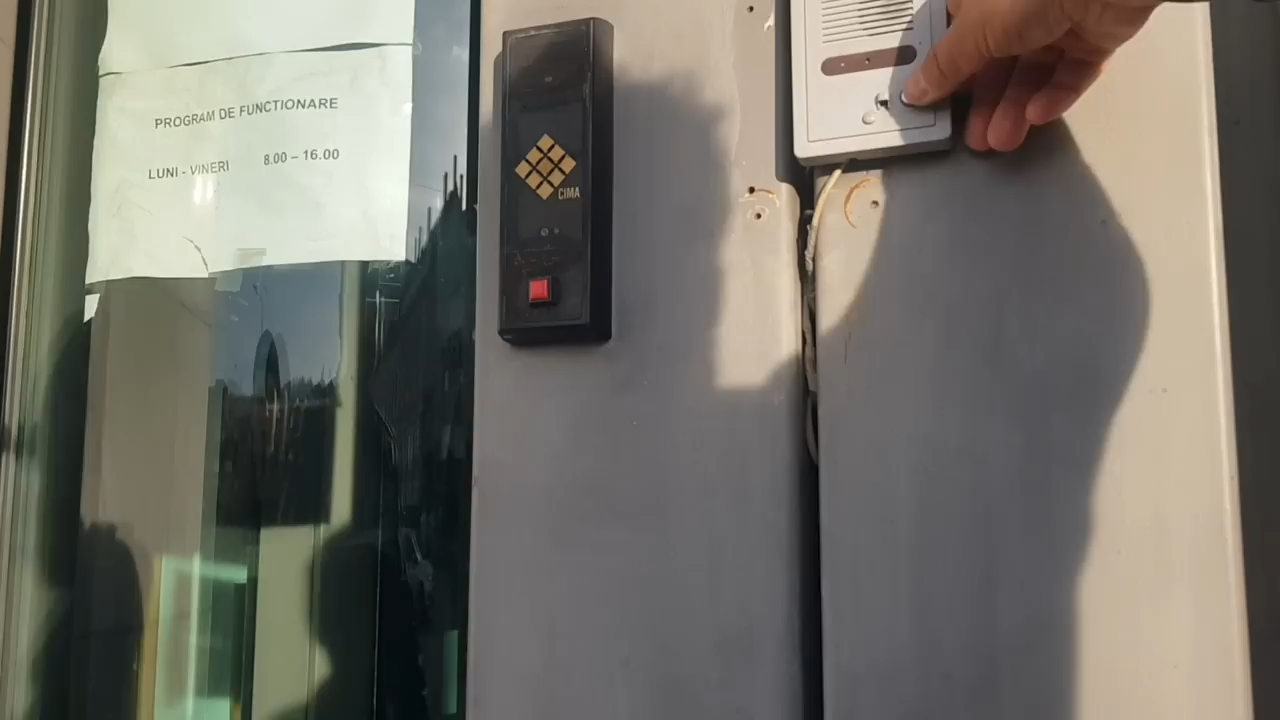 PROGRAM DE FUNCTIONARE
LUNI - VINERI 8.00 – 16.00
CIMA